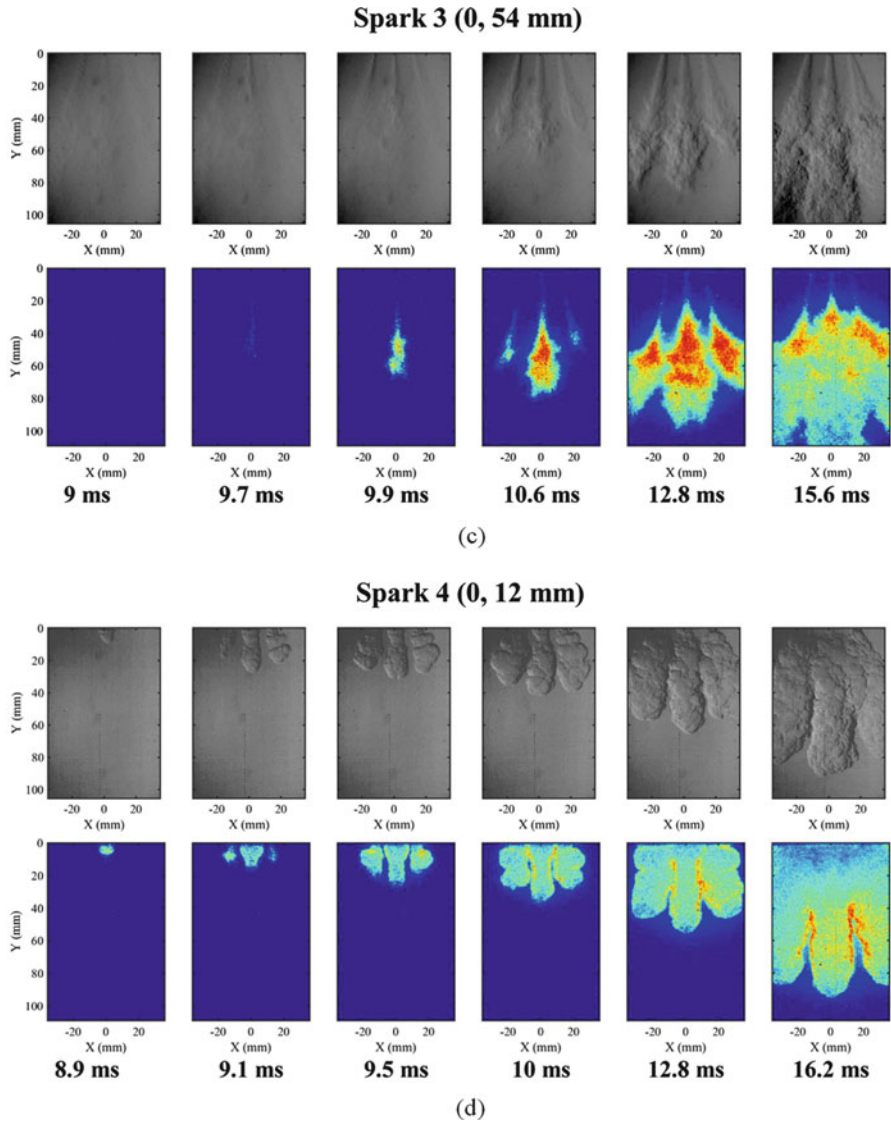 Spark 3 (0, 54 mm)
0
20
40
60
80
100
Y (mm)
-20 0 20 -20 0 20 -20 0 20 -20 0 20 -20 0 20 -20 0 20
X (mm) X (mm) X (mm) X (mm) X (mm) X (mm)
0
20
40
60
80
100
Y (mm)
-20 0 20 -20 0 20 -20 0 20 -20 0 20 -20 0 20 -20 0 20
X (mm) X (mm) X (mm) X (mm) X (mm) X (mm)
9 ms 9.7 ms 9.9 ms 10.6 ms 12.8 ms 15.6 ms
(c)
Spark 4 (0, 12 mm)
0
20
40
60
80
100
Y (mm)
-20 0 20 -20 0 20 -20 0 20 -20 0 20 -20 0 20 -20 0 20
X (mm) X (mm) X (mm) X (mm) X (mm) X (mm)
0
20
40
60
80
100
Y (mm)
-20 0 20 -20 0 20 -20 0 20 -20 0 20 -20 0 20 -20 0 20
X (mm) X (mm) X (mm) X (mm) X (mm) X (mm)
8.9 ms 9.1 ms 9.5 ms 10 ms 12.8 ms 16.2 ms
(d)